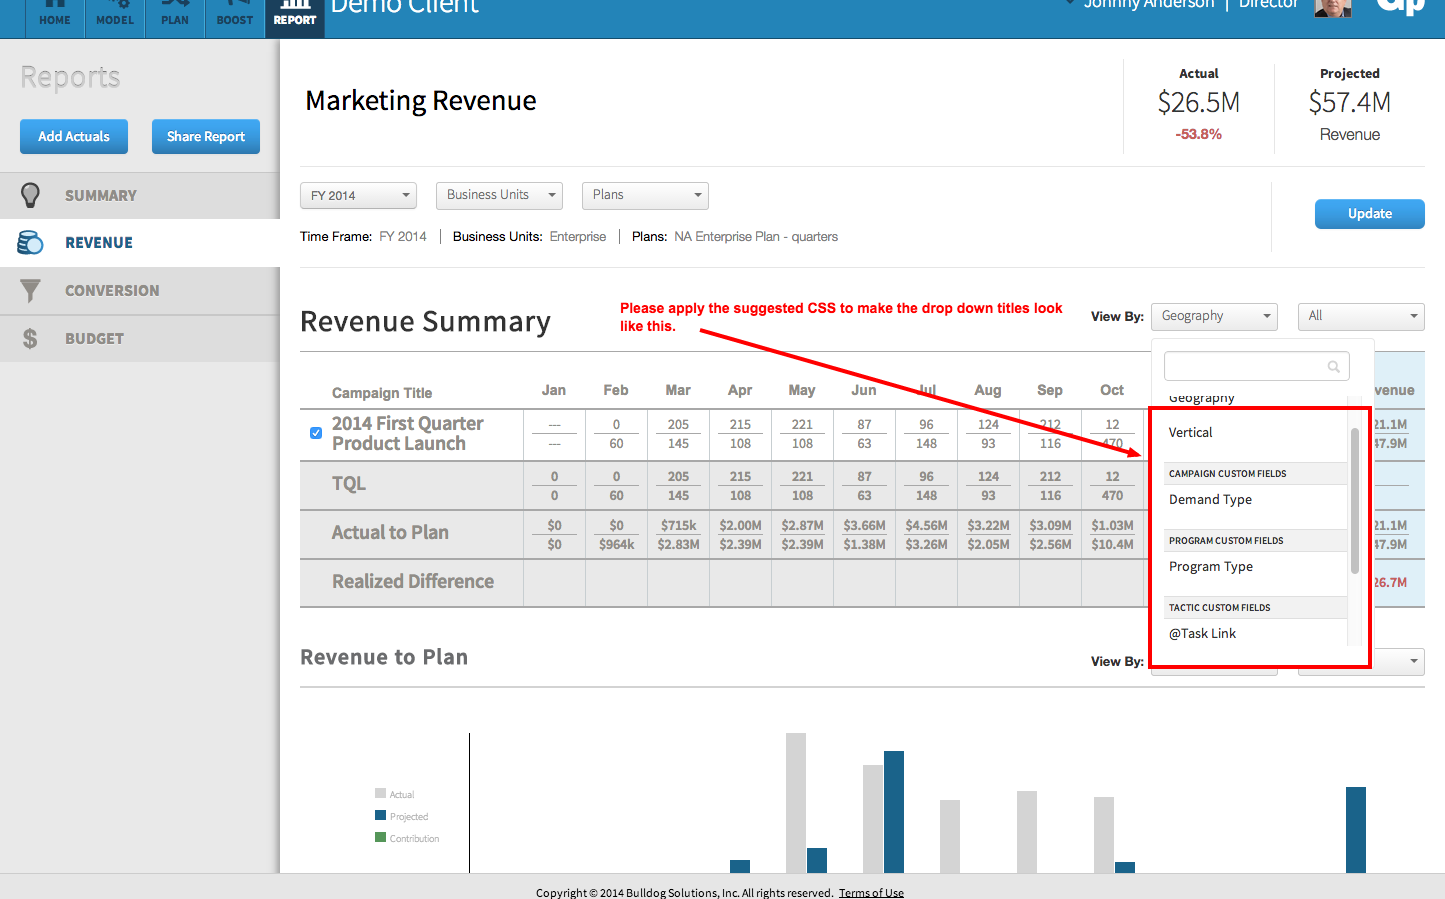 Demo Client
Johnny Anderson | Director
HOME
MODEL
PLAN
BOOST
REPORT
Reports
Add Actuals
Share Report
SUMMARY
REVENUE
CONVERSION
BUDGET
Marketing Revenue
Actual
$26.5M
-53.8%
Projected
$57.4M
Revenue
FY 2014
Business Units
Plans
Update
Time Frame: FY 2014 | Business Units: Enterprise | Plans: NA Enterprise Plan - quarters
Revenue Summary
Please apply the suggested CSS to make the drop down titles look
like this.
View By: Geography All
Campaign Title Jan Feb Mar Apr May Jun Jul Aug Sep Oct
2014 First Quarter
Product Launch
--- 0 205 215 221 87 96 124 212 12
--- 60 145 108 108 63 148 93 116 470
TQL
0 0 205 215 221 87 96 124 212 12
0 60 145 108 108 63 148 93 116 470
Actual to Plan
$0 $0 $715k $2.00M $2.87M $3.66M $4.56M $3.22M $3.09M $1.03M
$0 $964k $2.83M $2.39M $2.39M $1.38M $3.26M $2.05M $2.56M $10.4M
Realized Difference
Geography
Vertical
CAMPAIGN CUSTOM FIELDS
Demand Type
PROGRAM CUSTOM FIELDS
Program Type
TACTIC CUSTOM FIELDS
@Task Link
venue
21.1M
47.9M
21.1M
47.9M
26.7M
Revenue to Plan
View By:
Actual
Projected
Contribution
Copyright © 2014 Bulldog Solutions, Inc. All rights reserved. Terms of Use